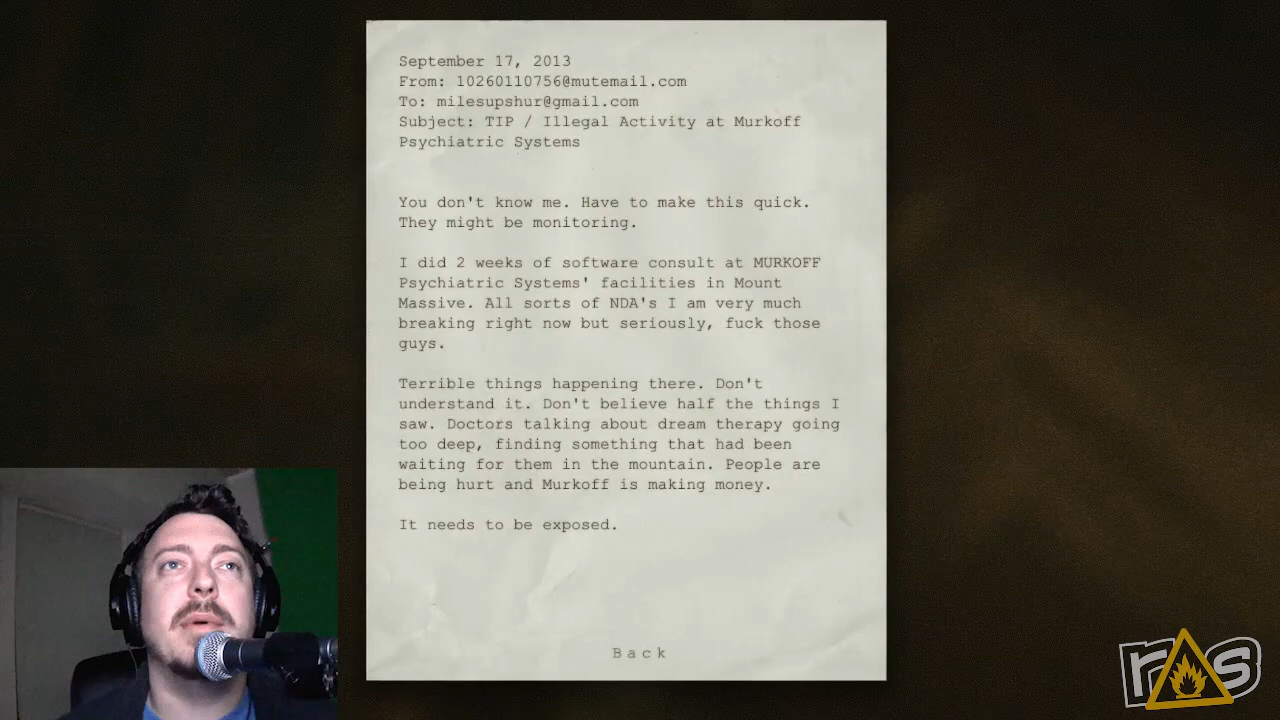 September 17, 2013
From: 10260110756@mutemail.com
To: milesupshur@gmail.com
Subject: TIP / Illegal Activity at Murkoff
Psychiatric Systems
You don't know me. Have to make this quick.
They might be monitoring.
I did 2 weeks of software consult at MURKOFF
Psychiatric Systems' facilities in Mount
Massive. All sorts of NDA's I am very much
breaking right now but seriously, fuck those
guys.
Terrible things happening there. Don't
understand it. Don't believe half the things I
saw. Doctors talking about dream therapy going
too deep, finding something that had been
waiting for them in the mountain. People are
being hurt and Murkoff is making money.
It needs to be exposed.
Back
ras